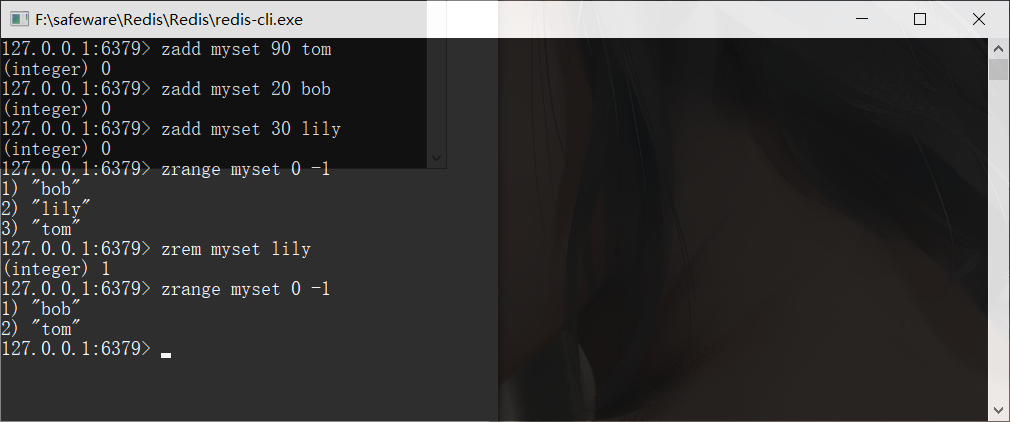 F:\safeware\Redis\Redis\redis-cli.exe
127.0.0.1:6379> zadd myset 90 tom
(integer) 0
127.0.0.1:6379> zadd myset 20 bob
(integer) 0
127.0.0.1:6379> zadd myset 30 lily
(integer) 0
127.0.0.1:6379> zrange myset 0 -1
1) "bob"
2) "lily"
3) "tom"
127.0.0.1:6379> zrem myset lily
(integer) 1
127.0.0.1:6379> zrange myset 0 -1
1) "bob"
2) "tom"
127.0.0.1:6379>